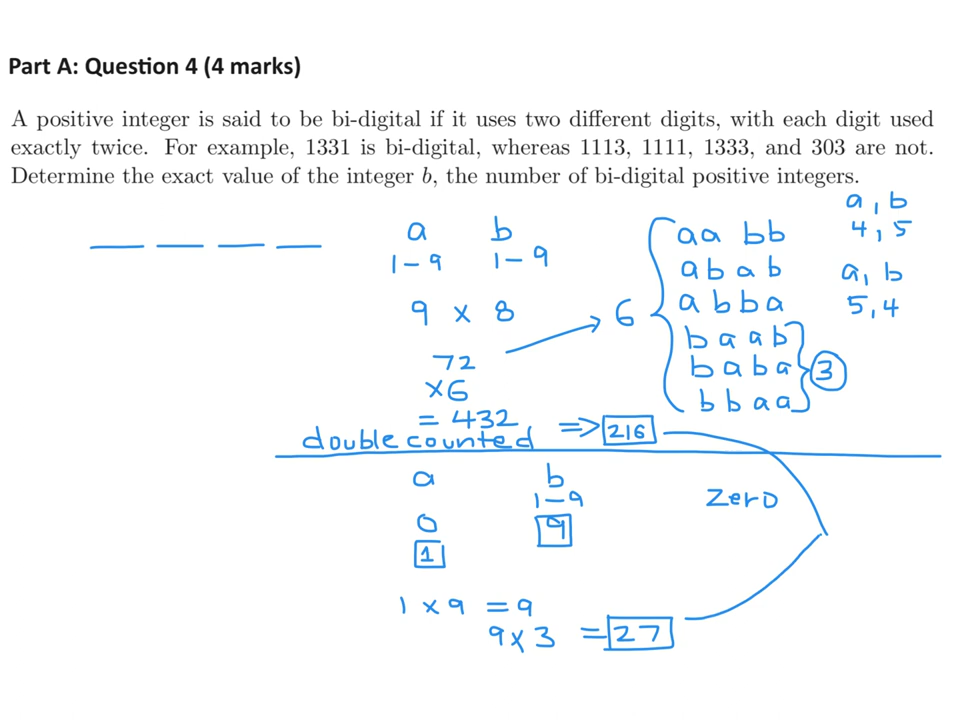 Part A: Question 4 (4 marks)
A positive integer is said to be bi-digital if it uses two different digits, with each digit used
exactly twice. For example, 1331 is bi-digital, whereas 1113, 1111, 1333, and 303 are not.
Determine the exact value of the integer b, the number of bi-digital positive integers.
a , b
4 , 5
a b
1-9 1-9
9 x 8
6
aa bb
abab
abba
baab
baba
bbaa
3
a, b
5,4
72
x6
= 432 => 216
double counted
a b
1-9
0 9
1
zero
1 x 9 = 9
9x3 = 27